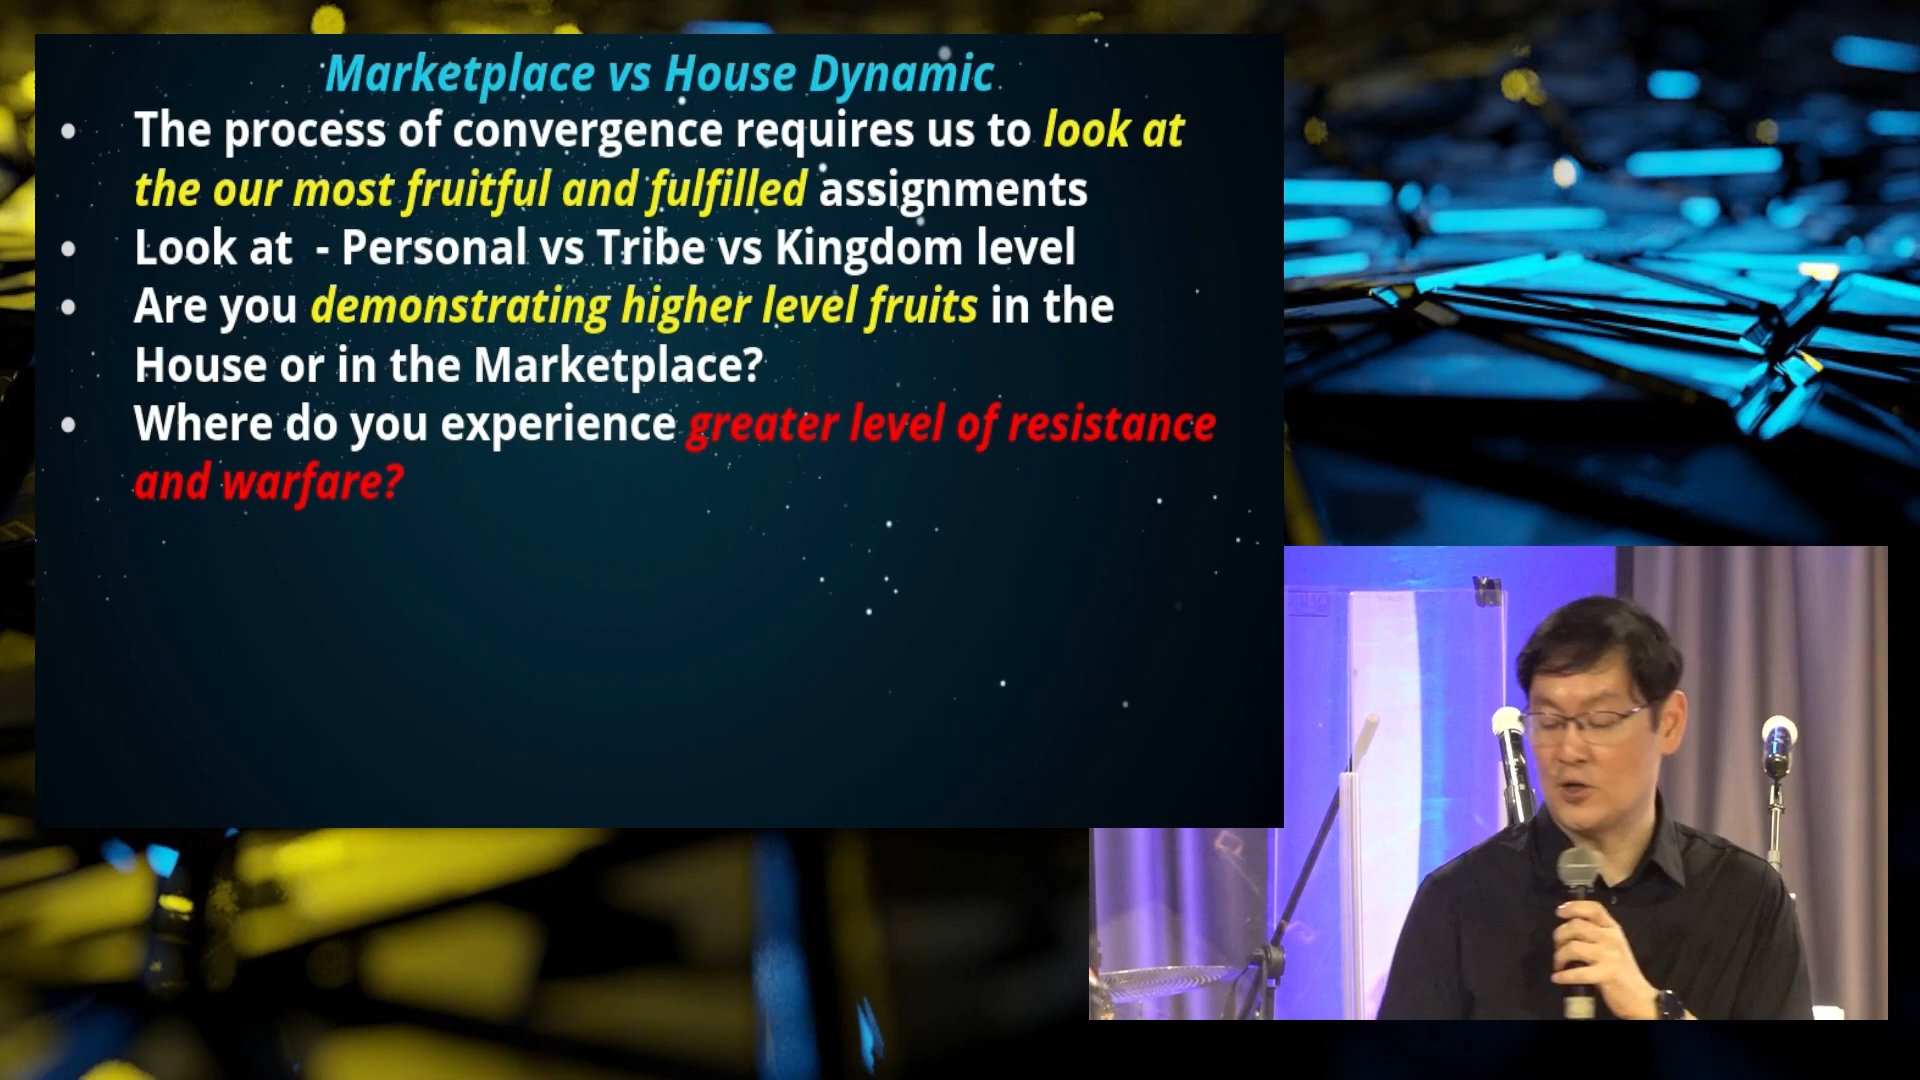 Marketplace vs House Dynamic
• The process of convergence requires us to look at
the our most fruitful and fulfilled assignments
• Look at - Personal vs Tribe vs Kingdom level
• Are you demonstrating higher level fruits in the
House or in the Marketplace?
• Where do you experience greater level of resistance
and warfare?